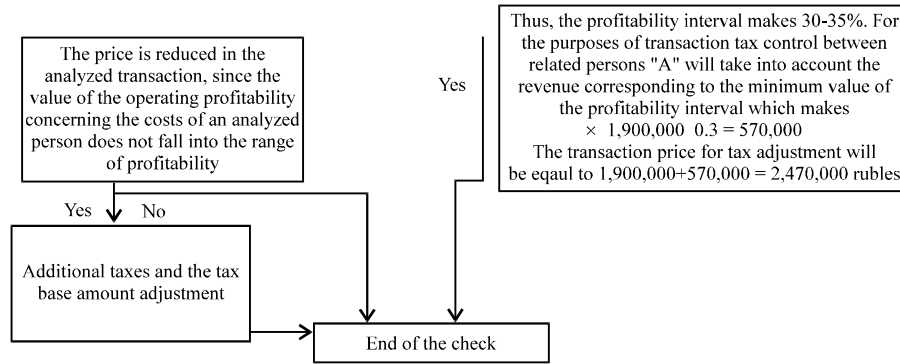 The price is reduced in the
analyzed transaction, since the
value of the operating profitability
concerning the costs of an analyzed
person does not fall into the range
of profitability
Yes
Thus, the profitability interval makes 30-35%. For
the purposes of transaction tax control between
related persons "A" will take into account the
revenue corresponding to the minimum value of
the profitability interval which makes
× 1,900,000 0.3 = 570,000
The transaction price for tax adjustment will
be eqaul to 1,900,000+570,000 = 2,470,000 rubles
Yes No
Additional taxes and the tax
base amount adjustment
End of the check